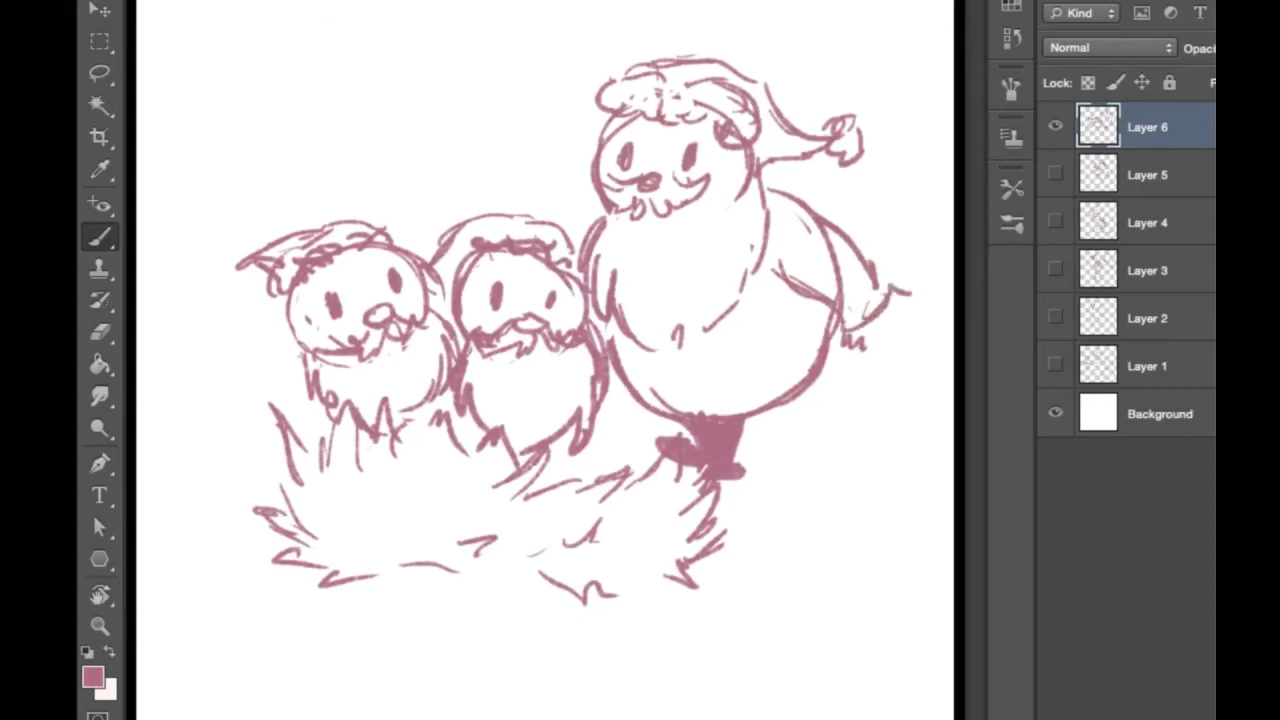 Kind
T
Normal
Opaci
Lock:
F
Layer 6
Layer 5
Layer 4
Layer 3
Layer 2
Layer 1
Background
T